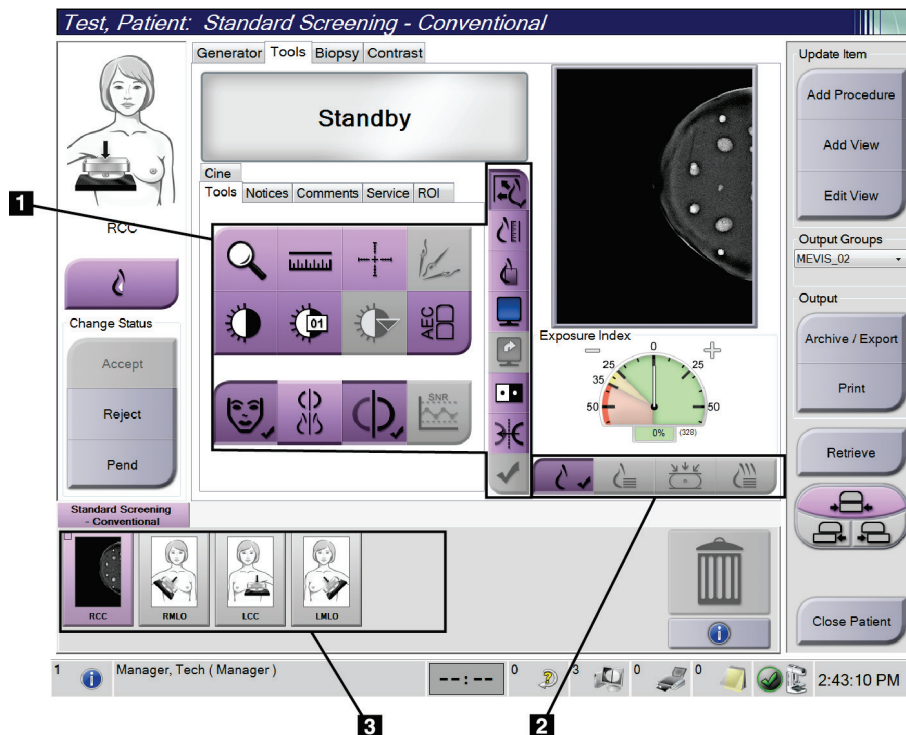 Test, Patient: Standard Screening - Conventional
Generator Tools Biopsy Contrast
Standby
Cine
Tools Notices Comments Service ROI
1
RCC
01
AEC
SNR
Change Status
Accept
Reject
Pend
Exposure Index
0
25 25
35
50 50
0% (328)
2
Update Item
Add Procedure
Add View
Edit View
Output Groups
MEVIS_02
Output
Archive / Export
Print
Retrieve
Close Patient
Standard Screening
- Conventional
RCC RMLO LCC LMLO
3
1 Manager, Tech ( Manager ) --:-- 0 3 0 0 2:43:10 PM